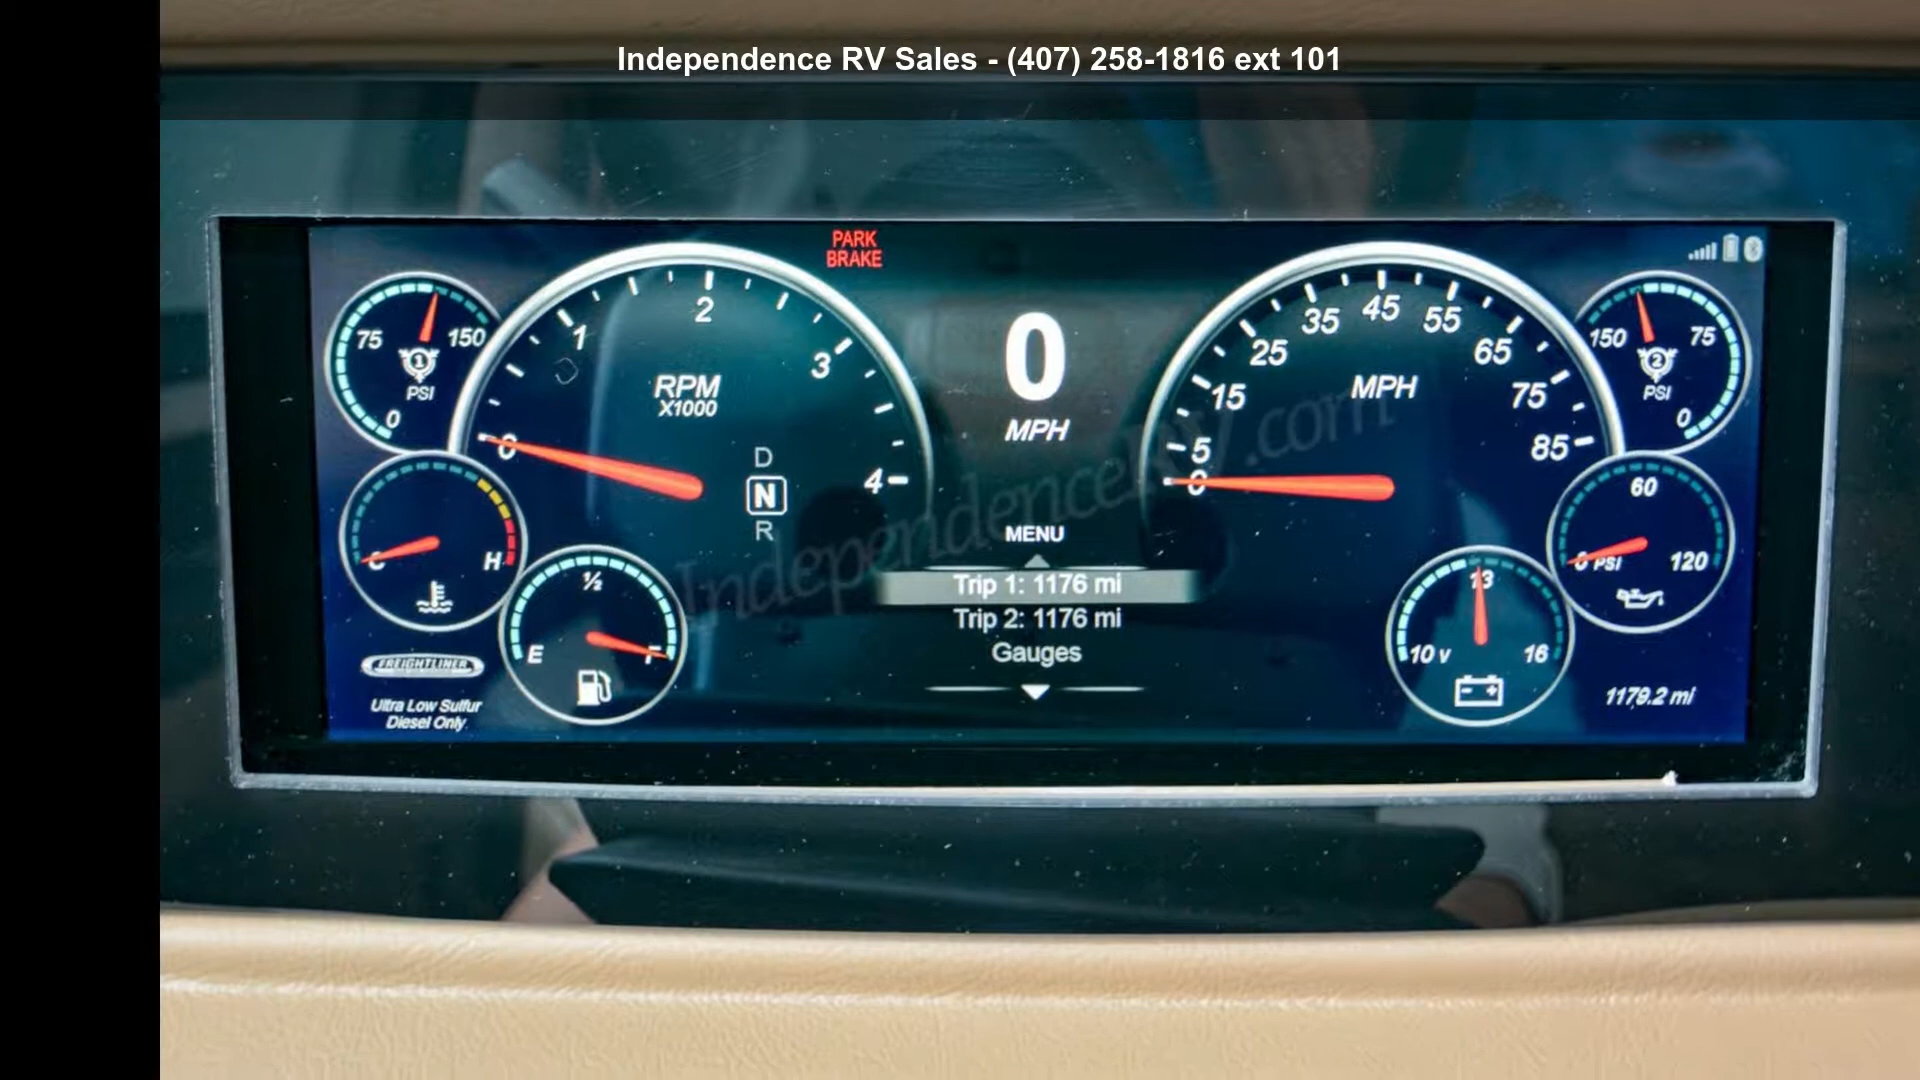 Independence RV Sales - (407) 258-1816 ext 101
PARK
BRAKE
75
150
1
PSI
0
0
1
2
3
4
RPM
X1000
D
N
R
0
MPH
0
5
15
25
35
45
55
65
75
85
MPH
150
75
2
PSI
0
C
H
E
½
F
FREIGHTLINER
Ultra Low Sulfur
Diesel Only
MENU
Trip 1: 1176 mi
Trip 2: 1176 mi
Gauges
60
0 PSI
120
13
10 V
16
1179.2 mi
IndependenceRV.com